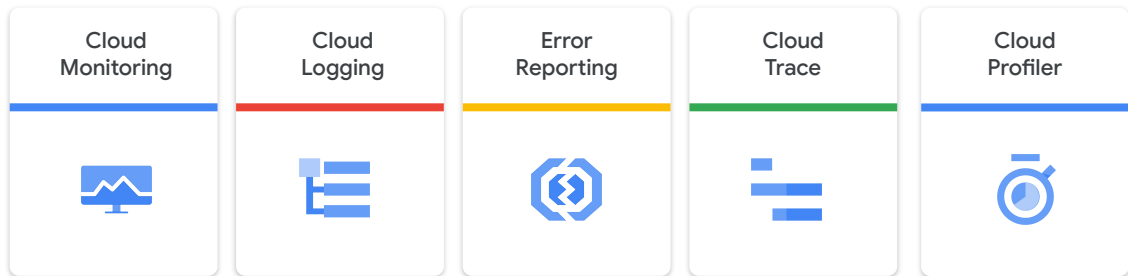 Cloud
Monitoring
Cloud
Logging
Error
Reporting
Cloud
Trace
Cloud
Profiler